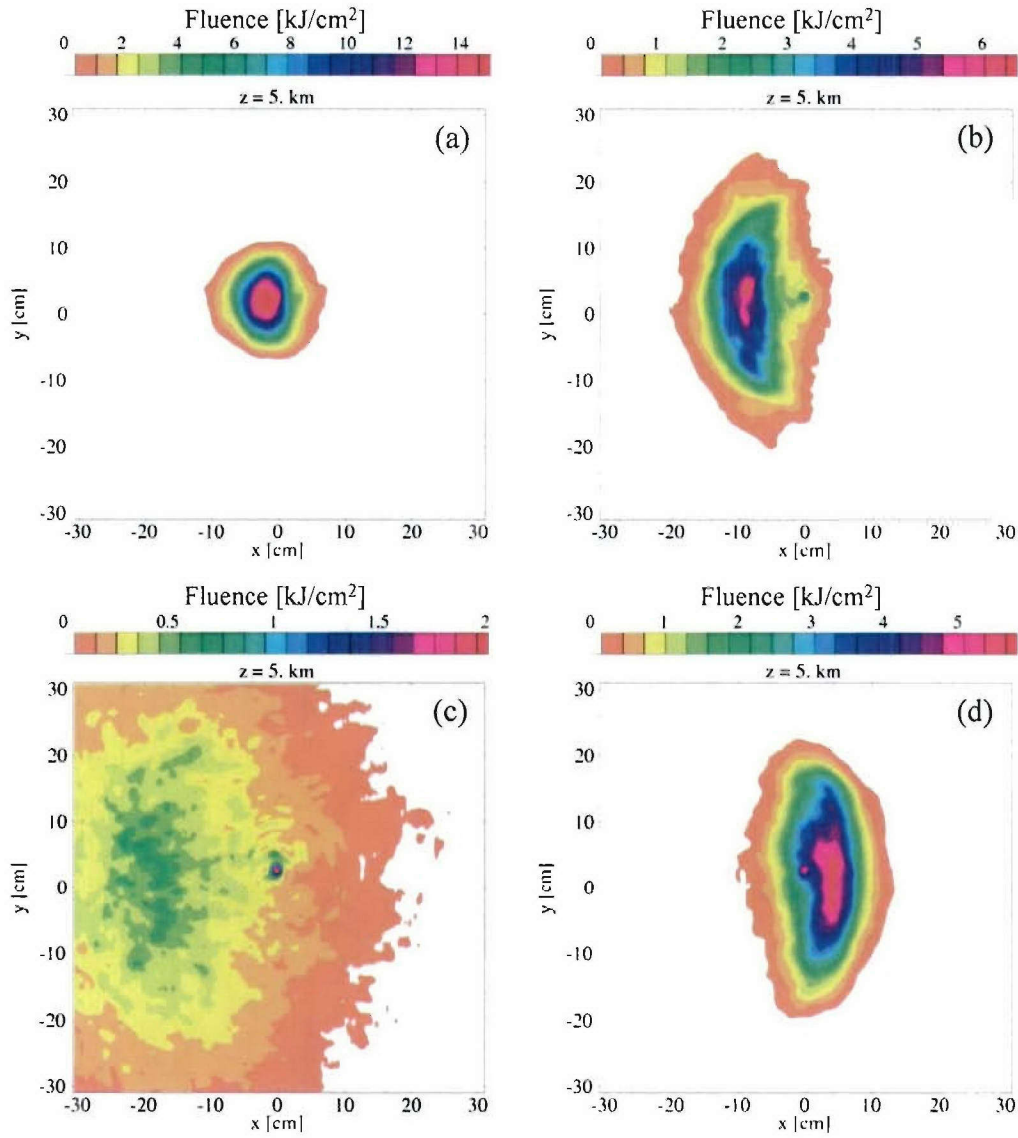 Fluence [kJ/cm²]
0 2 4 6 8 10 12 14
z = 5. km
(a)
30
20
10
0
-10
-20
-30
y [cm]
-30 -20 -10 0 10 20 30
x [cm]
Fluence [kJ/cm²]
0 1 2 3 4 5 6
z = 5. km
(b)
30
20
10
0
-10
-20
-30
y [cm]
-30 -20 -10 0 10 20 30
x [cm]
Fluence [kJ/cm²]
0 0.5 1 1.5 2
z = 5. km
(c)
30
20
10
0
-10
-20
-30
y [cm]
-30 -20 -10 0 10 20 30
x [cm]
Fluence [kJ/cm²]
0 1 2 3 4 5
z = 5. km
(d)
30
20
10
0
-10
-20
-30
y [cm]
-30 -20 -10 0 10 20 30
x [cm]